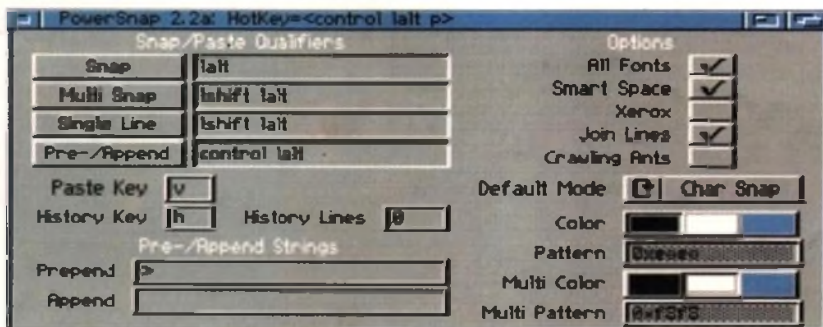 PowerSnap 2.2a: HotKey=<control lalt p>
Snap/Paste Qualifiers
Snap lalt
Multi Snap lshift lalt
Single Line lshift lalt
Pre-/Append control lalt
Paste Key v
History Key h History Lines 0
Pre-/Append Strings
Prepend >
Append
Options
All Fonts
Smart Space
Xerox
Join Lines
Crawling Ants
Default Mode Char Snap
Color
Pattern
Multi Color
Multi Pattern 0xf8f8